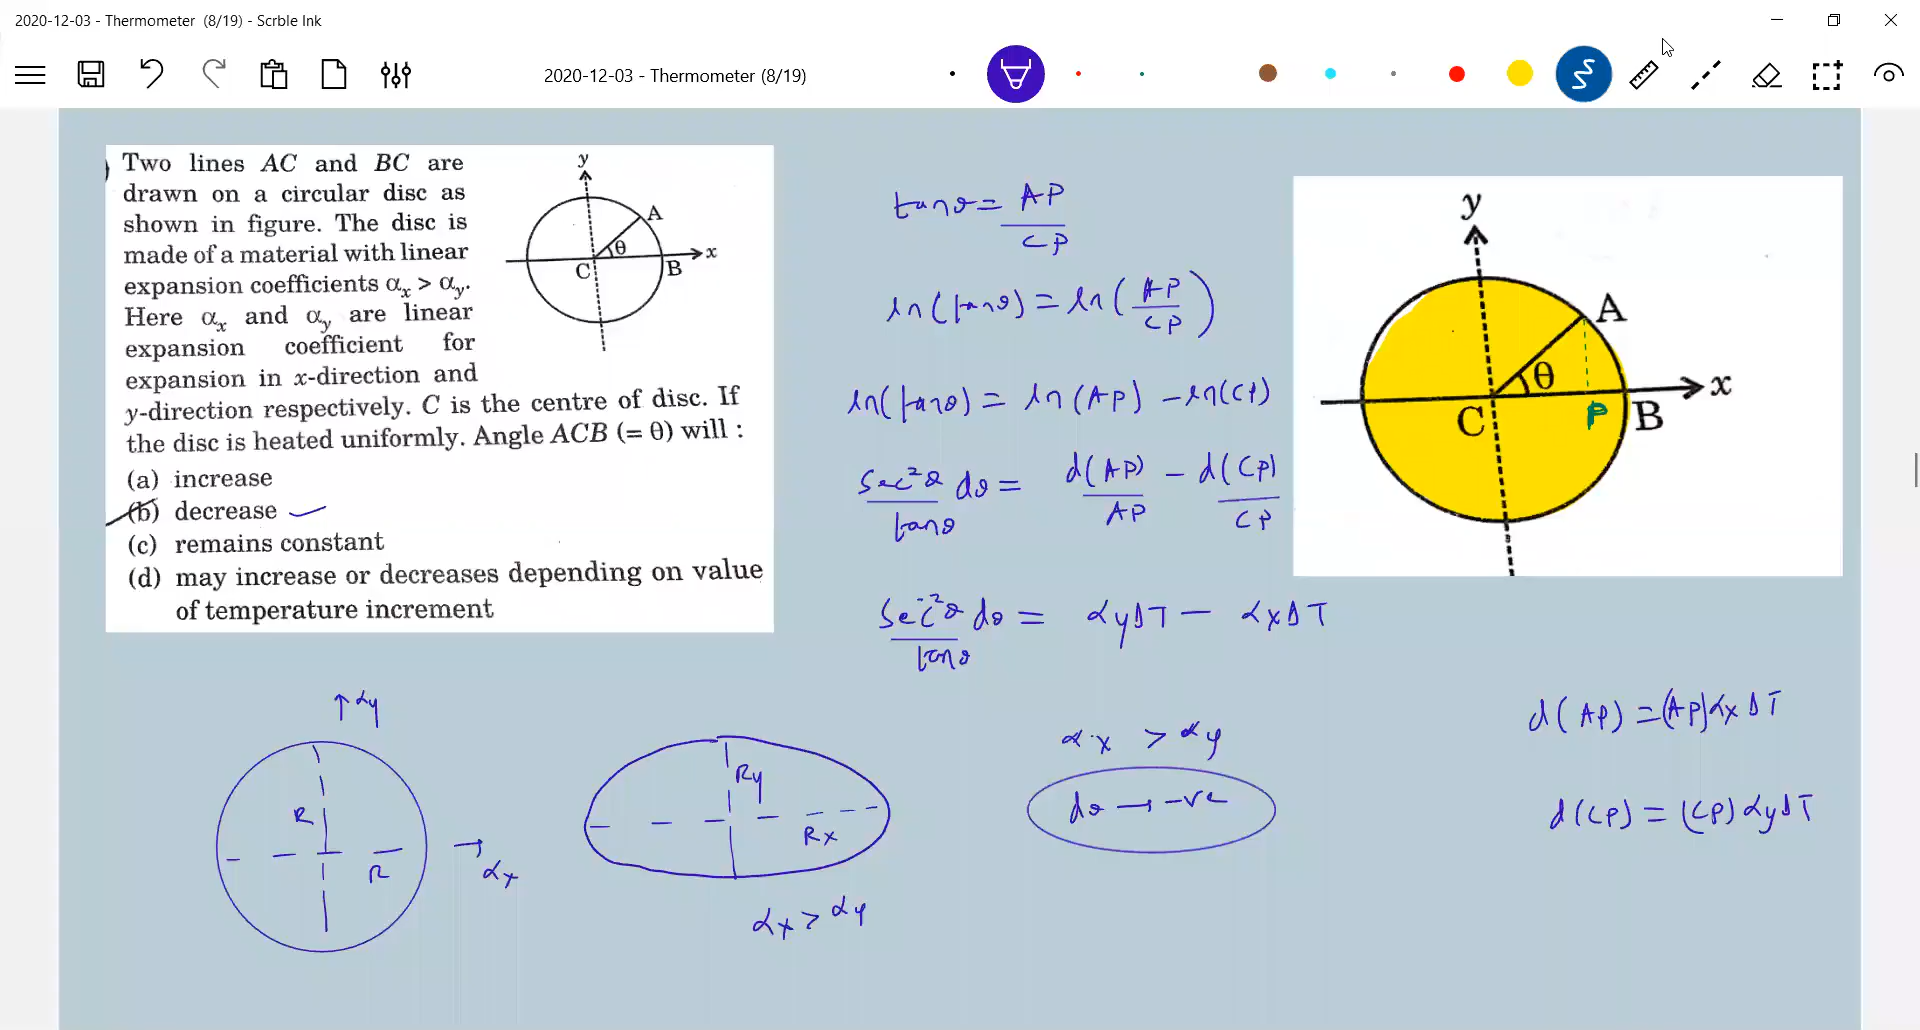 2020-12-03 - Thermometer (8/19) - Scrble Ink
2020-12-03 - Thermometer (8/19)
) Two lines AC and BC are
drawn on a circular disc as
shown in figure. The disc is
made of a material with linear
expansion coefficients αₓ > αᵧ.
Here αₓ and αᵧ are linear
expansion coefficient for
expansion in x-direction and
y-direction respectively. C is the centre of disc. If
the disc is heated uniformly. Angle ACB (= θ) will :
(a) increase
(b) decrease
(c) remains constant
(d) may increase or decreases depending on value
of temperature increment
y
A
θ
x
C
B
tanθ = AP / CP
ln(tanθ) = ln(AP / CP)
ln(tanθ) = ln(AP) - ln(CP)
sec²θ / tanθ dθ = d(AP) / AP - d(CP) / CP
sec²θ / tanθ dθ = αyΔT - αxΔT
y
A
θ
x
C
P
B
↑ αy
R
R
→ αx
Ry
Rx
αx > αy
αx > αy
dθ → -ve
d(AP) = (AP)αxΔT
d(CP) = (CP)αyΔT